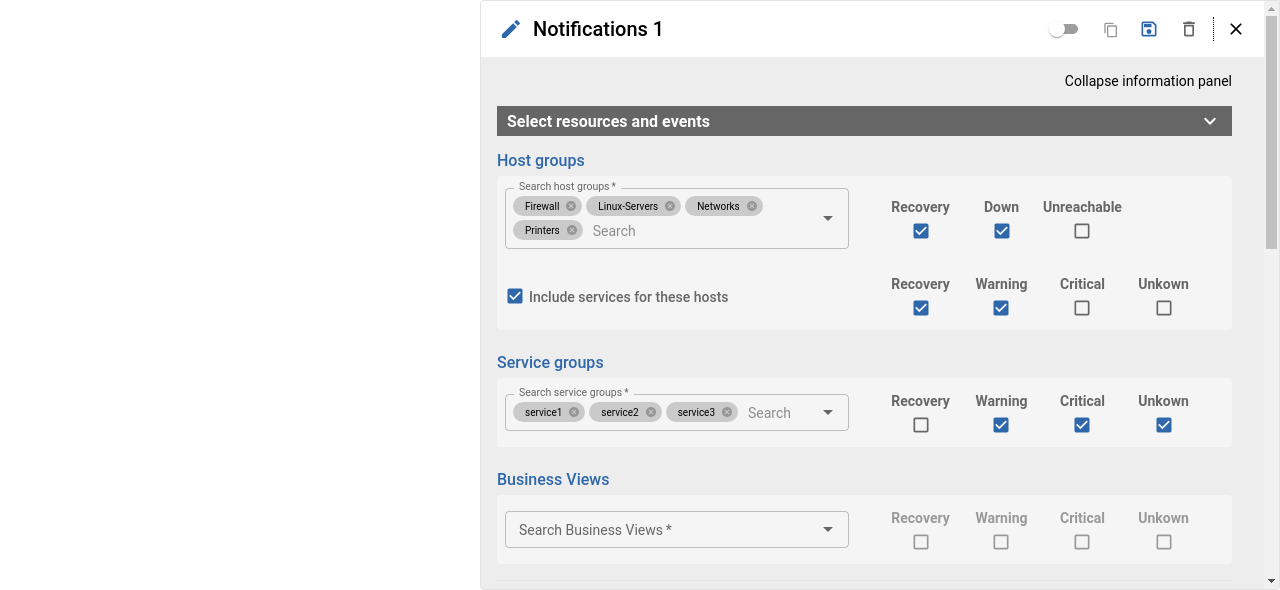 Notifications 1
Collapse information panel
Select resources and events
Host groups
Search host groups *
Firewall Linux-Servers Networks
Printers Search
Recovery Down Unreachable
Include services for these hosts
Recovery Warning Critical Unkown
Service groups
Search service groups *
service1 service2 service3 Search
Recovery Warning Critical Unkown
Business Views
Search Business Views *
Recovery Warning Critical Unkown